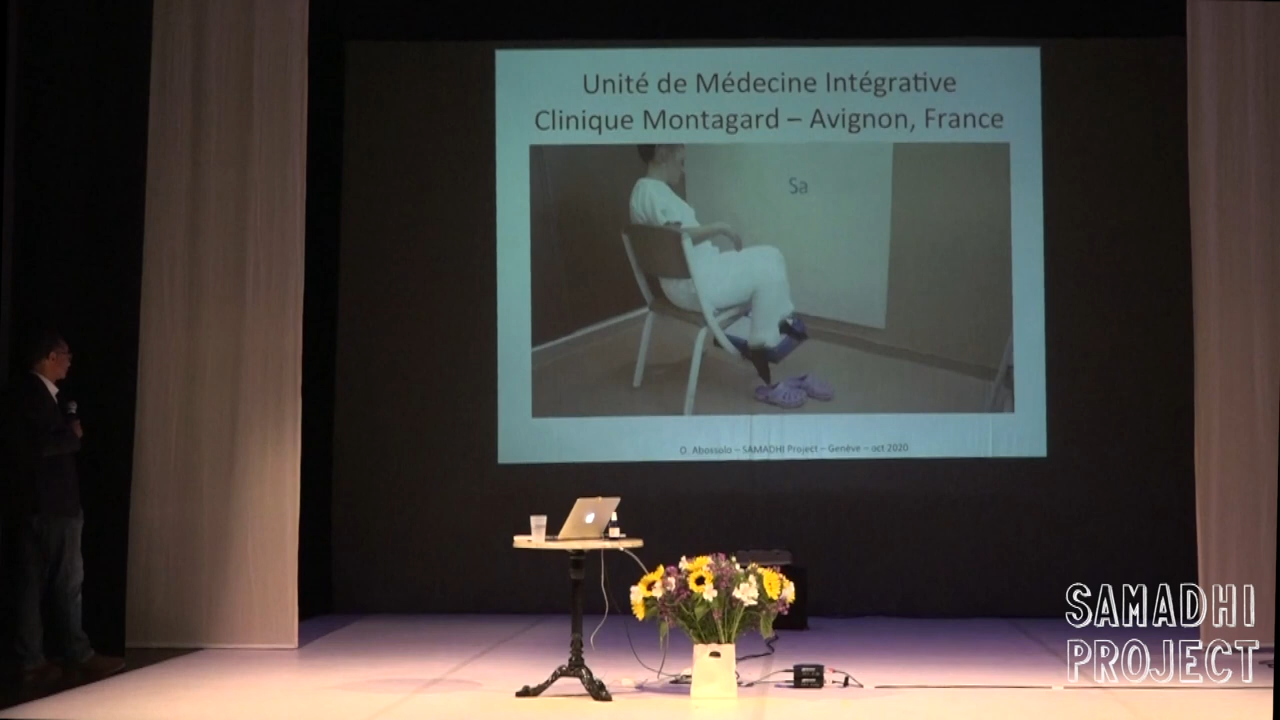 Unité de Médecine Intégrative
Clinique Montagard – Avignon, France
Sa
O. Abossolo – SAMADHI Project – Genève – oct 2020
SAMADHI
PROJECT